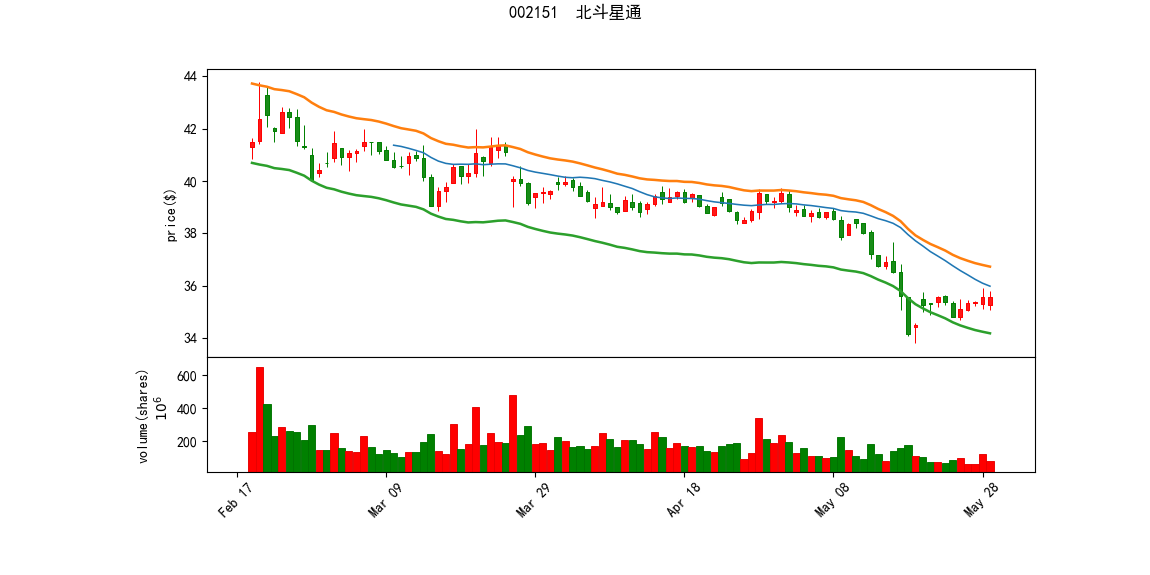 002151  北斗星通
price($)
44
42
40
38
36
34
volume(shares)
10^6
600
400
200
Feb 17
Mar 09
Mar 29
Apr 18
May 08
May 28